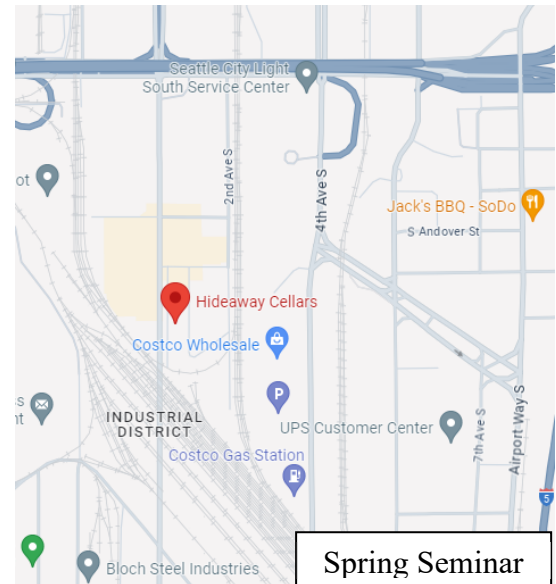 Seattle City Light
South Service Center
ot
2nd Ave S
4th Ave S
Jack's BBQ - SoDo
S Andover St
Hideaway Cellars
Costco Wholesale
P
INDUSTRIAL
DISTRICT
UPS Customer Center
7th Ave S
Airport Way S
Costco Gas Station
5
Bloch Steel Industries
Spring Seminar